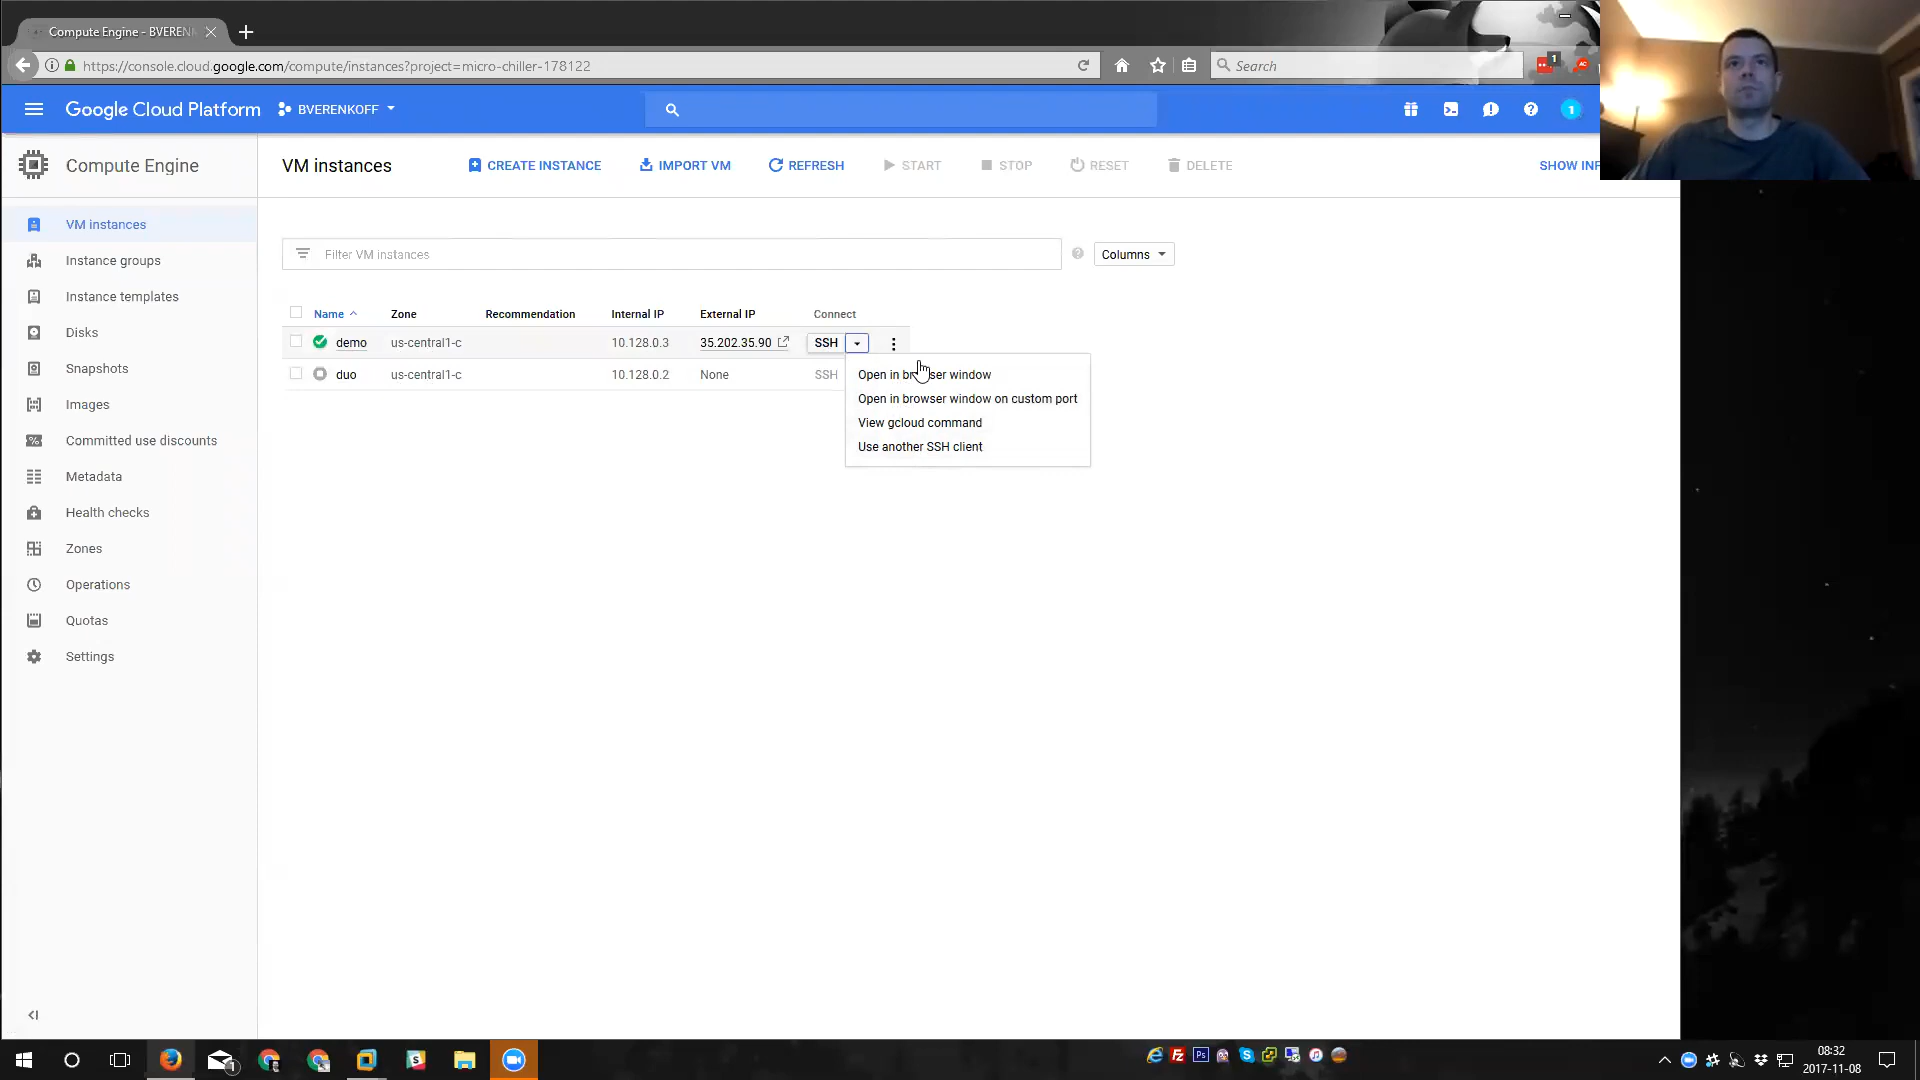 Compute Engine - BVEREN
https://console.cloud.google.com/compute/instances?project=micro-chiller-178122
Search
1
Google Cloud Platform
BVERENKOFF
1
Compute Engine
VM instances
CREATE INSTANCE
IMPORT VM
REFRESH
START
STOP
RESET
DELETE
SHOW INF
VM instances
Instance groups
Instance templates
Disks
Snapshots
Images
Committed use discounts
Metadata
Health checks
Zones
Operations
Quotas
Settings
Filter VM instances
Columns
Name Zone Recommendation Internal IP External IP Connect
demo us-central1-c 10.128.0.3 35.202.35.90 SSH
duo us-central1-c 10.128.0.2 None SSH
Open in browser window
Open in browser window on custom port
View gcloud command
Use another SSH client
08:32
2017-11-08